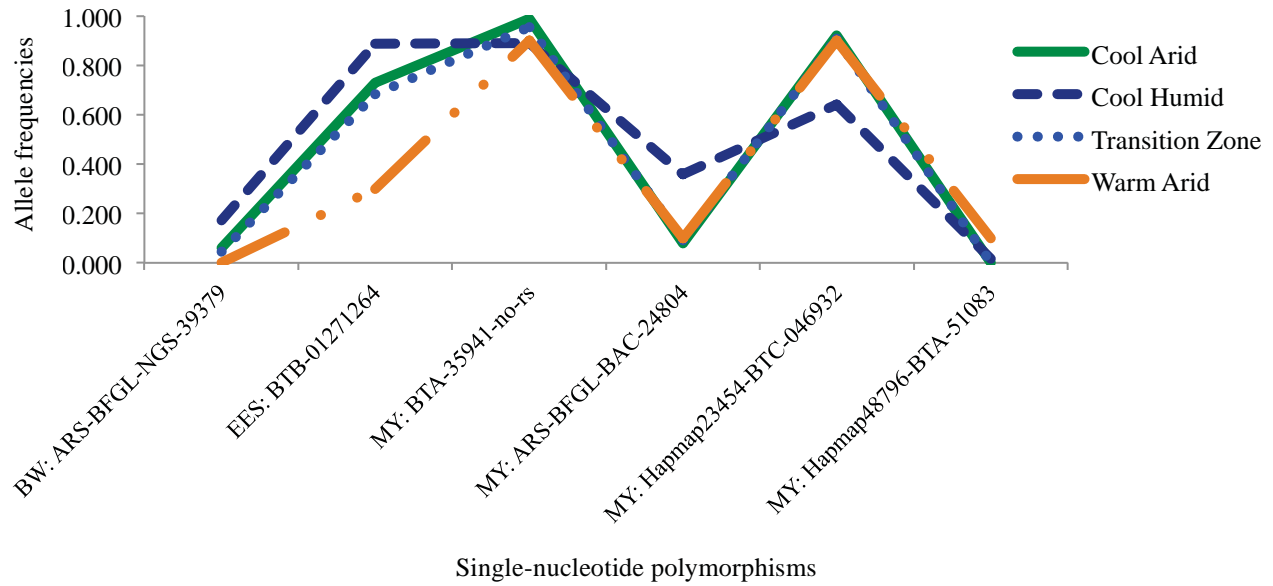 Allele frequencies
1.000
0.800
0.600
0.400
0.200
0.000
BW: ARS-BFGL-NGS-39379
EES: BTB-01271264
MY: BTA-35941-no-rs
MY: ARS-BFGL-BAC-24804
MY: Hapmap23454-BTC-046932
MY: Hapmap48796-BTA-51083
Single-nucleotide polymorphisms
Cool Arid
Cool Humid
Transition Zone
Warm Arid